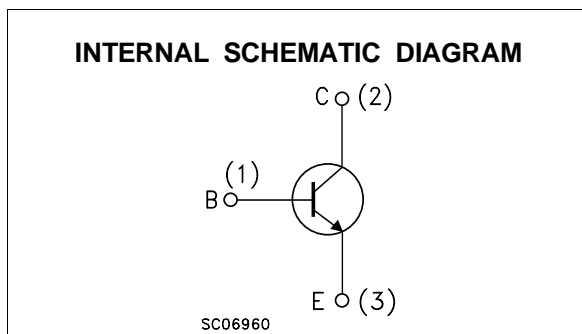 INTERNAL SCHEMATIC DIAGRAM
C (2)
(1)
B
E (3)
SC06960